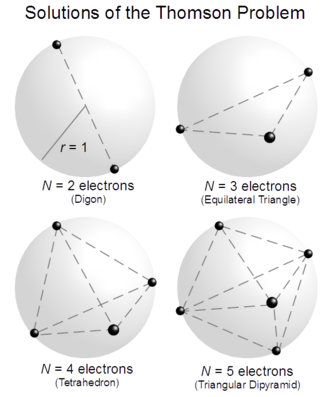 Solutions of the Thomson Problem
r = 1
N = 2 electrons
(Digon)
N = 3 electrons
(Equilateral Triangle)
N = 4 electrons
(Tetrahedron)
N = 5 electrons
(Triangular Dipyramid)